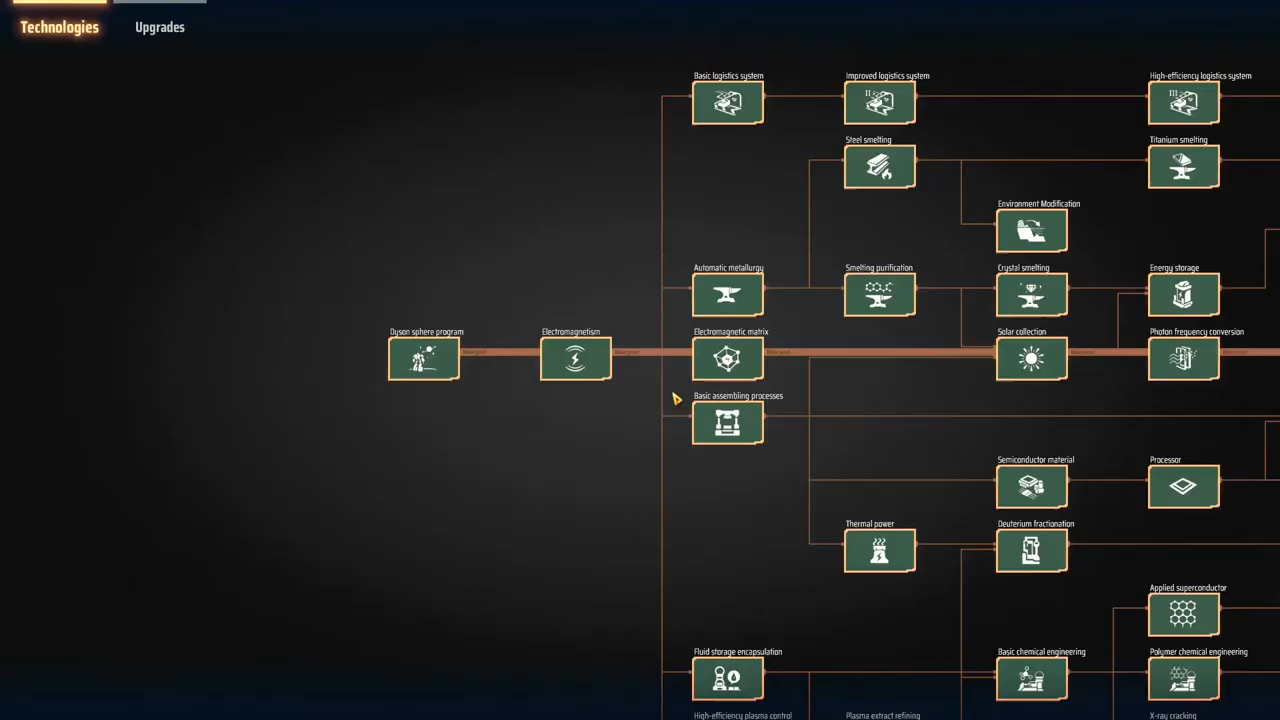 Technologies
Upgrades
Basic logistics system
Improved logistics system
High-efficiency logistics system
Steel smelting
Titanium smelting
Environment Modification
Automatic metallurgy
Smelting purification
Crystal smelting
Energy storage
Dyson sphere program
Electromagnetism
Electromagnetic matrix
Solar collection
Photon frequency conversion
Basic assembling processes
Semiconductor material
Processor
Thermal power
Deuterium fractionation
Applied superconductor
Fluid storage encapsulation
Basic chemical engineering
Polymer chemical engineering
High-efficiency plasma control
Plasma extract refining
X-ray cracking